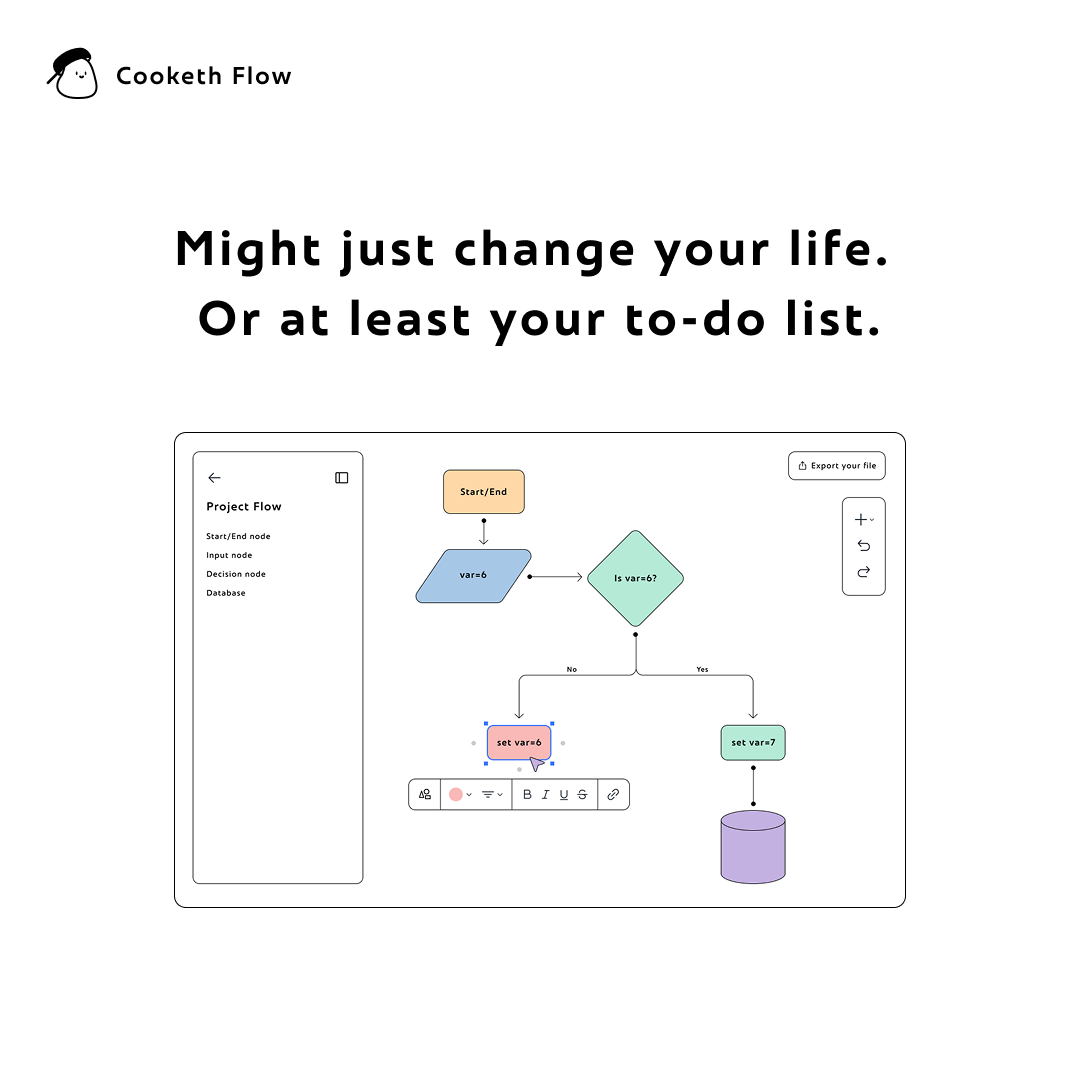 Cooketh Flow
Might just change your life.
Or at least your to-do list.
Export your file
Project Flow
Start/End node
Input node
Decision node
Database
Start/End
var=6
Is var=6?
No
Yes
set var=6
set var=7
B I U S